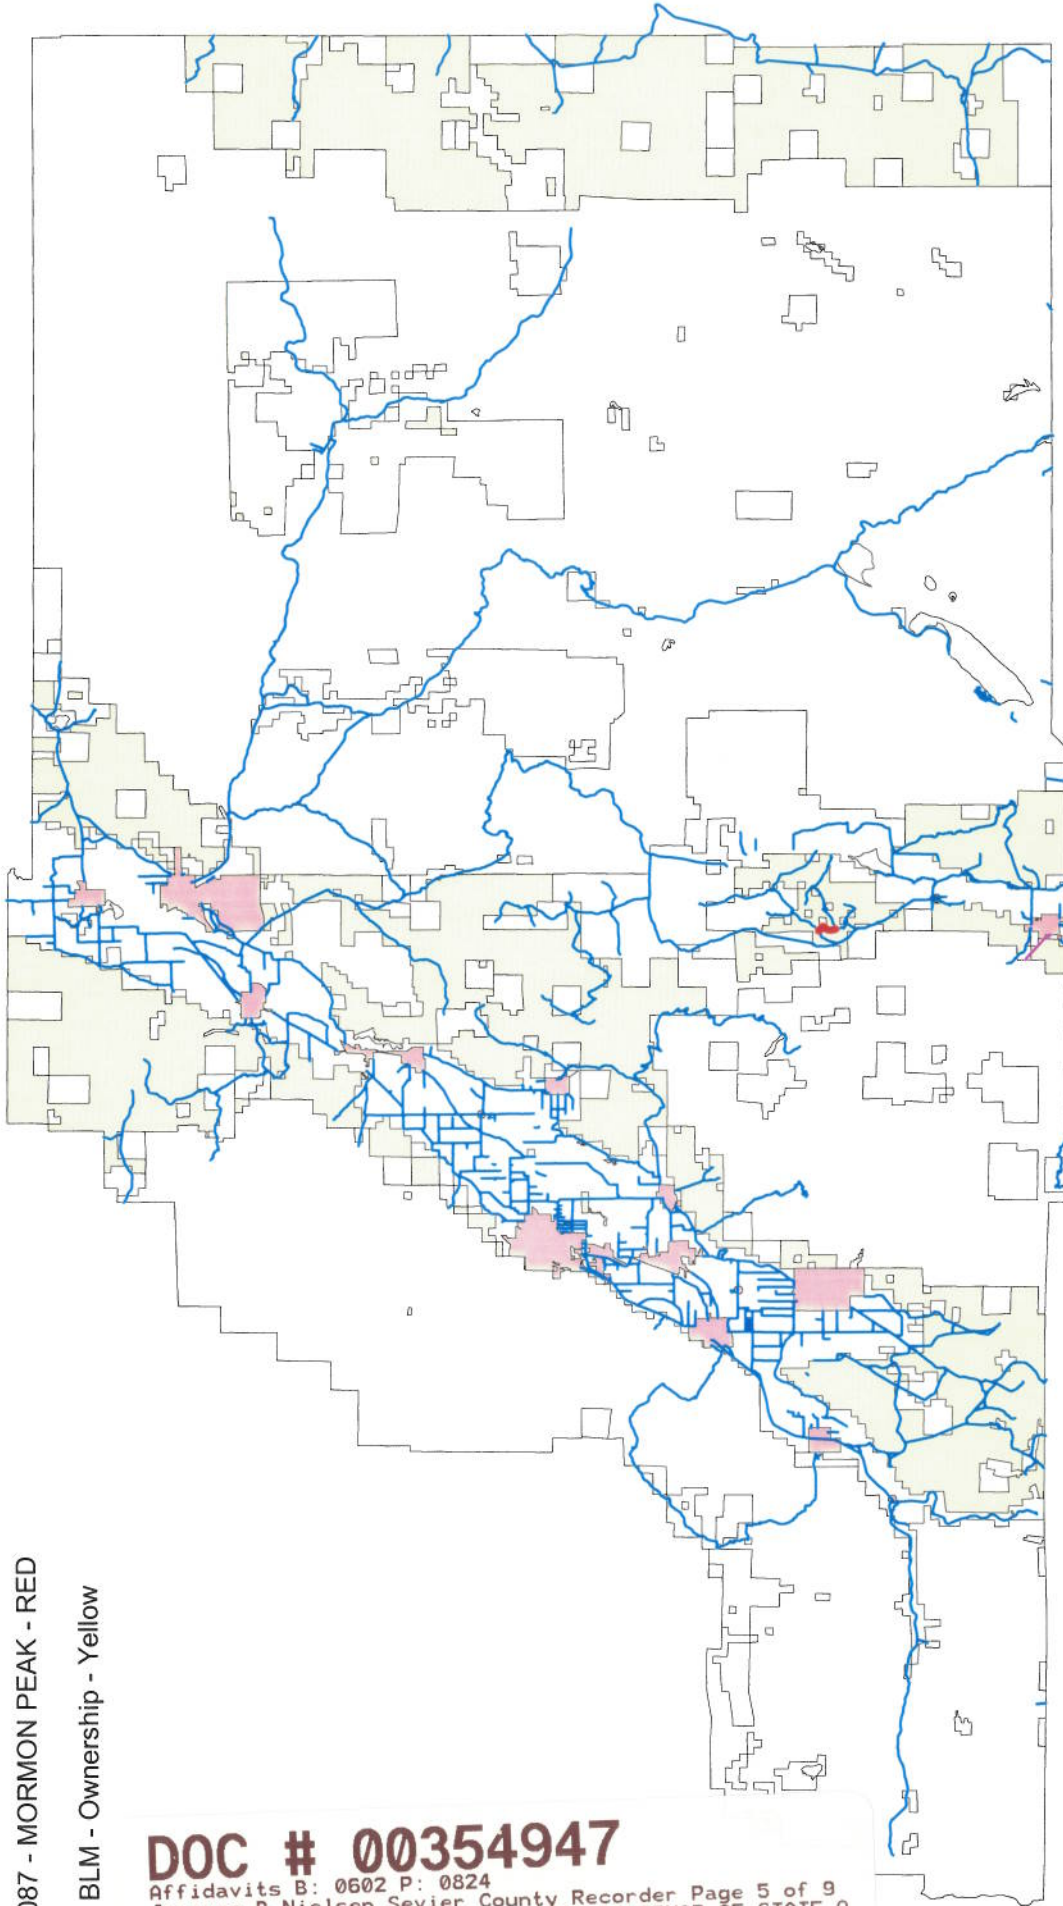 087 - MORMON PEAK - RED
BLM - Ownership - Yellow
DOC # 00354947
Affidavits B: 0602 P: 0824
Nielsen Sevier County Recorder Page 5 of 9